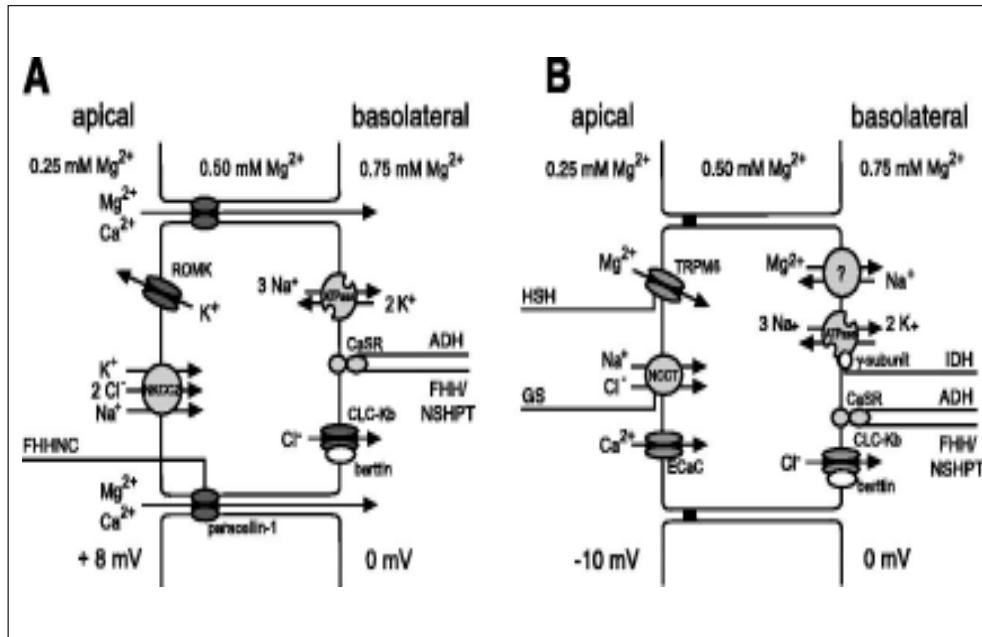 A
apical
basolateral
0.25 mM Mg²⁺
0.50 mM Mg²⁺
0.75 mM Mg²⁺
Mg²⁺
Ca²⁺
ROMK
K⁺
3 Na⁺
ATPase
2 K⁺
CaSR
ADH
FHH/
NSHPT
K⁺
2 Cl⁻
Na⁺
NKCC2
CLC-Kb
Cl⁻
barttin
FHHNC
Mg²⁺
Ca²⁺
paracellin-1
+ 8 mV
0 mV
B
apical
basolateral
0.25 mM Mg²⁺
0.50 mM Mg²⁺
0.75 mM Mg²⁺
Mg²⁺
TRPM6
HSH
Mg²⁺
?
Na⁺
3 Na+
ATPase
2 K+
γ-subunit
IDH
Na⁺
Cl⁻
NCCT
GS
CaSR
ADH
FHH/
NSHPT
Ca²⁺
ECaC
CLC-Kb
Cl⁻
barttin
-10 mV
0 mV